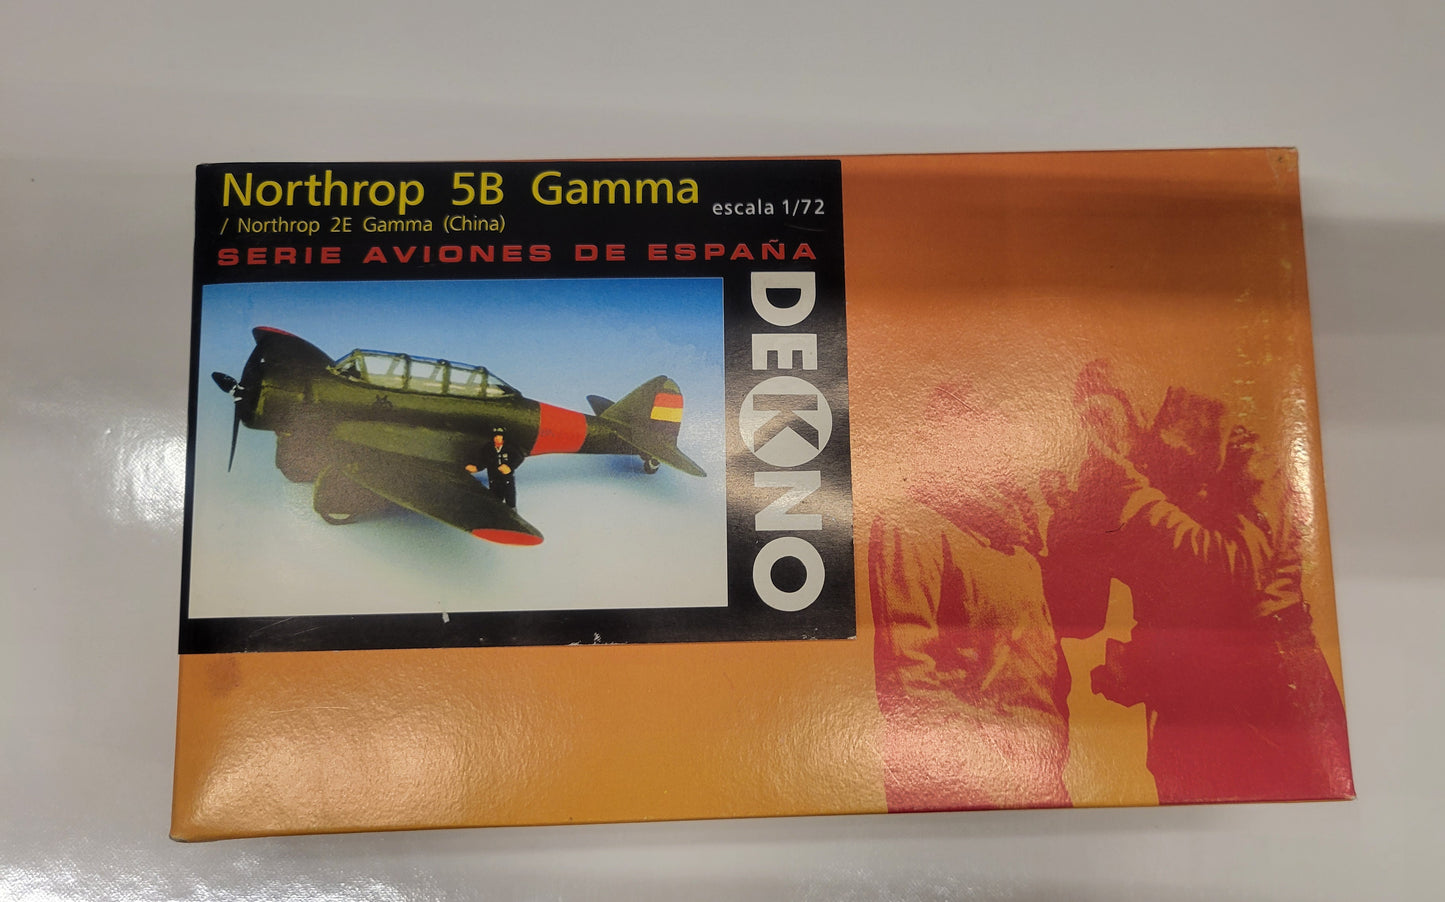 Northrop 5B Gamma
escala 1/72
/ Northrop 2E Gamma (China)
SERIE AVIONES DE ESPAÑA
DEKNO